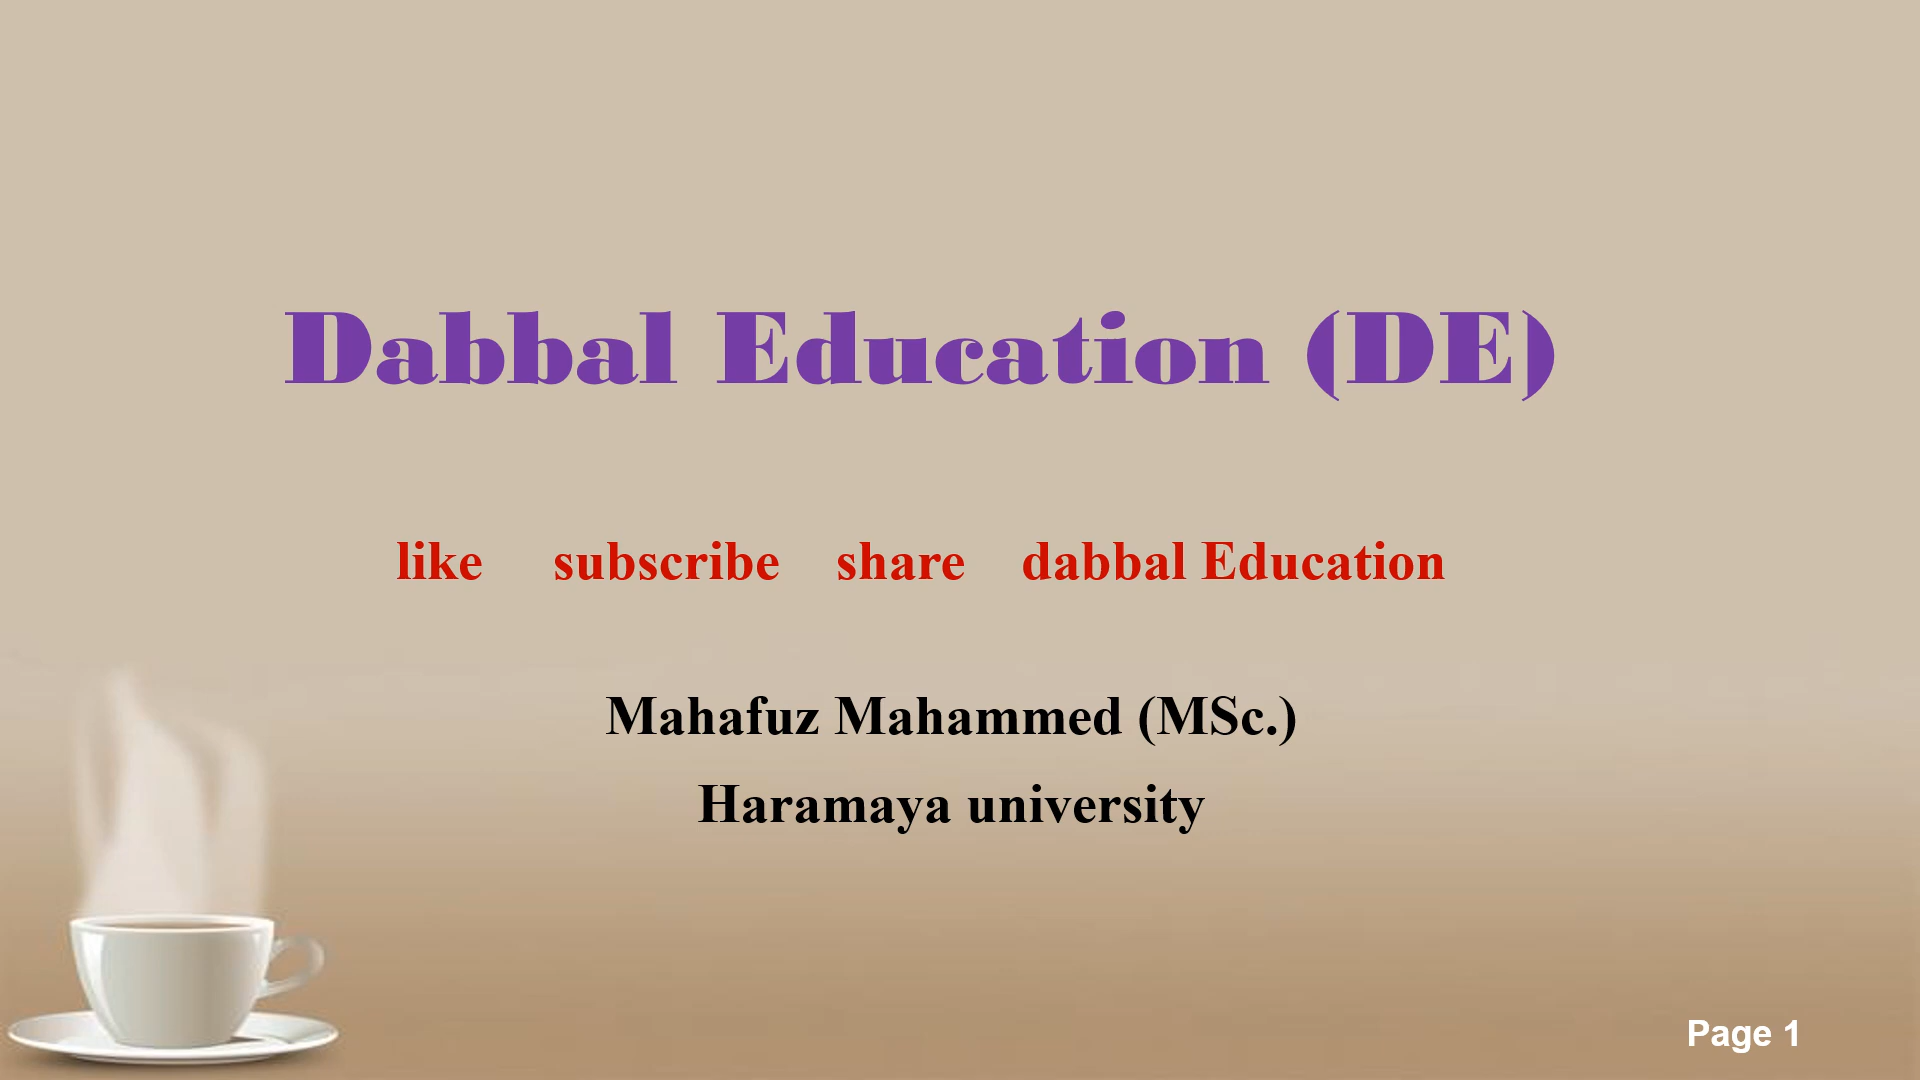 Dabbal Education (DE)
like subscribe share dabbal Education
Mahafuz Mahammed (MSc.)
Haramaya university
Page 1